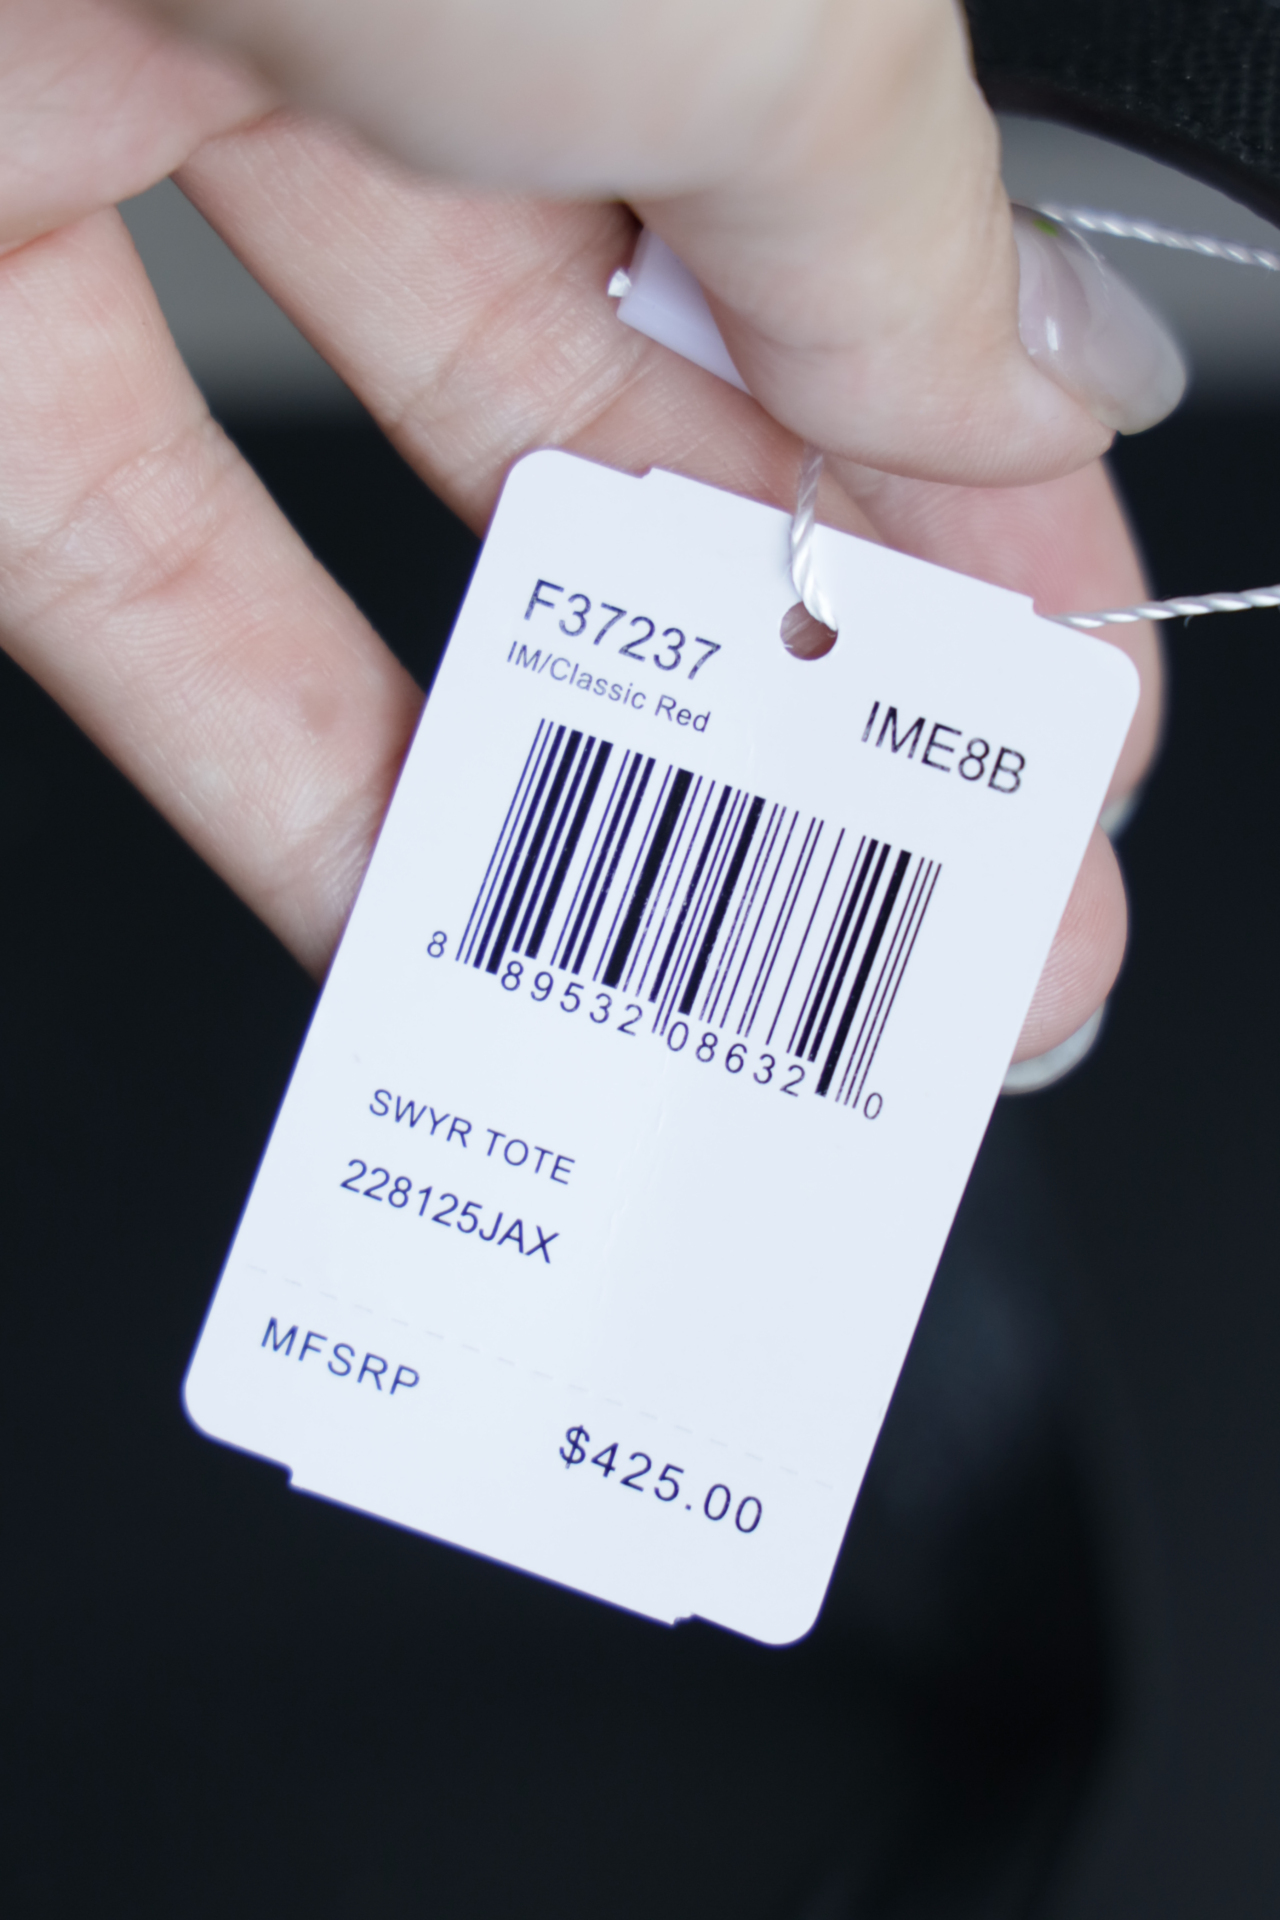 F37237
IM/Classic Red
IME8B
8 89532 08632 0
SWYR TOTE
228125JAX
MFSRP
$425.00